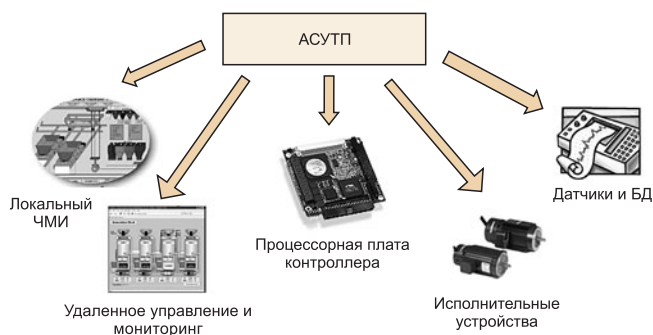 АСУТП
Локальный
ЧМИ
Удаленное управление и
мониторинг
Процессорная плата
контроллера
Исполнительные
устройства
Датчики и БД